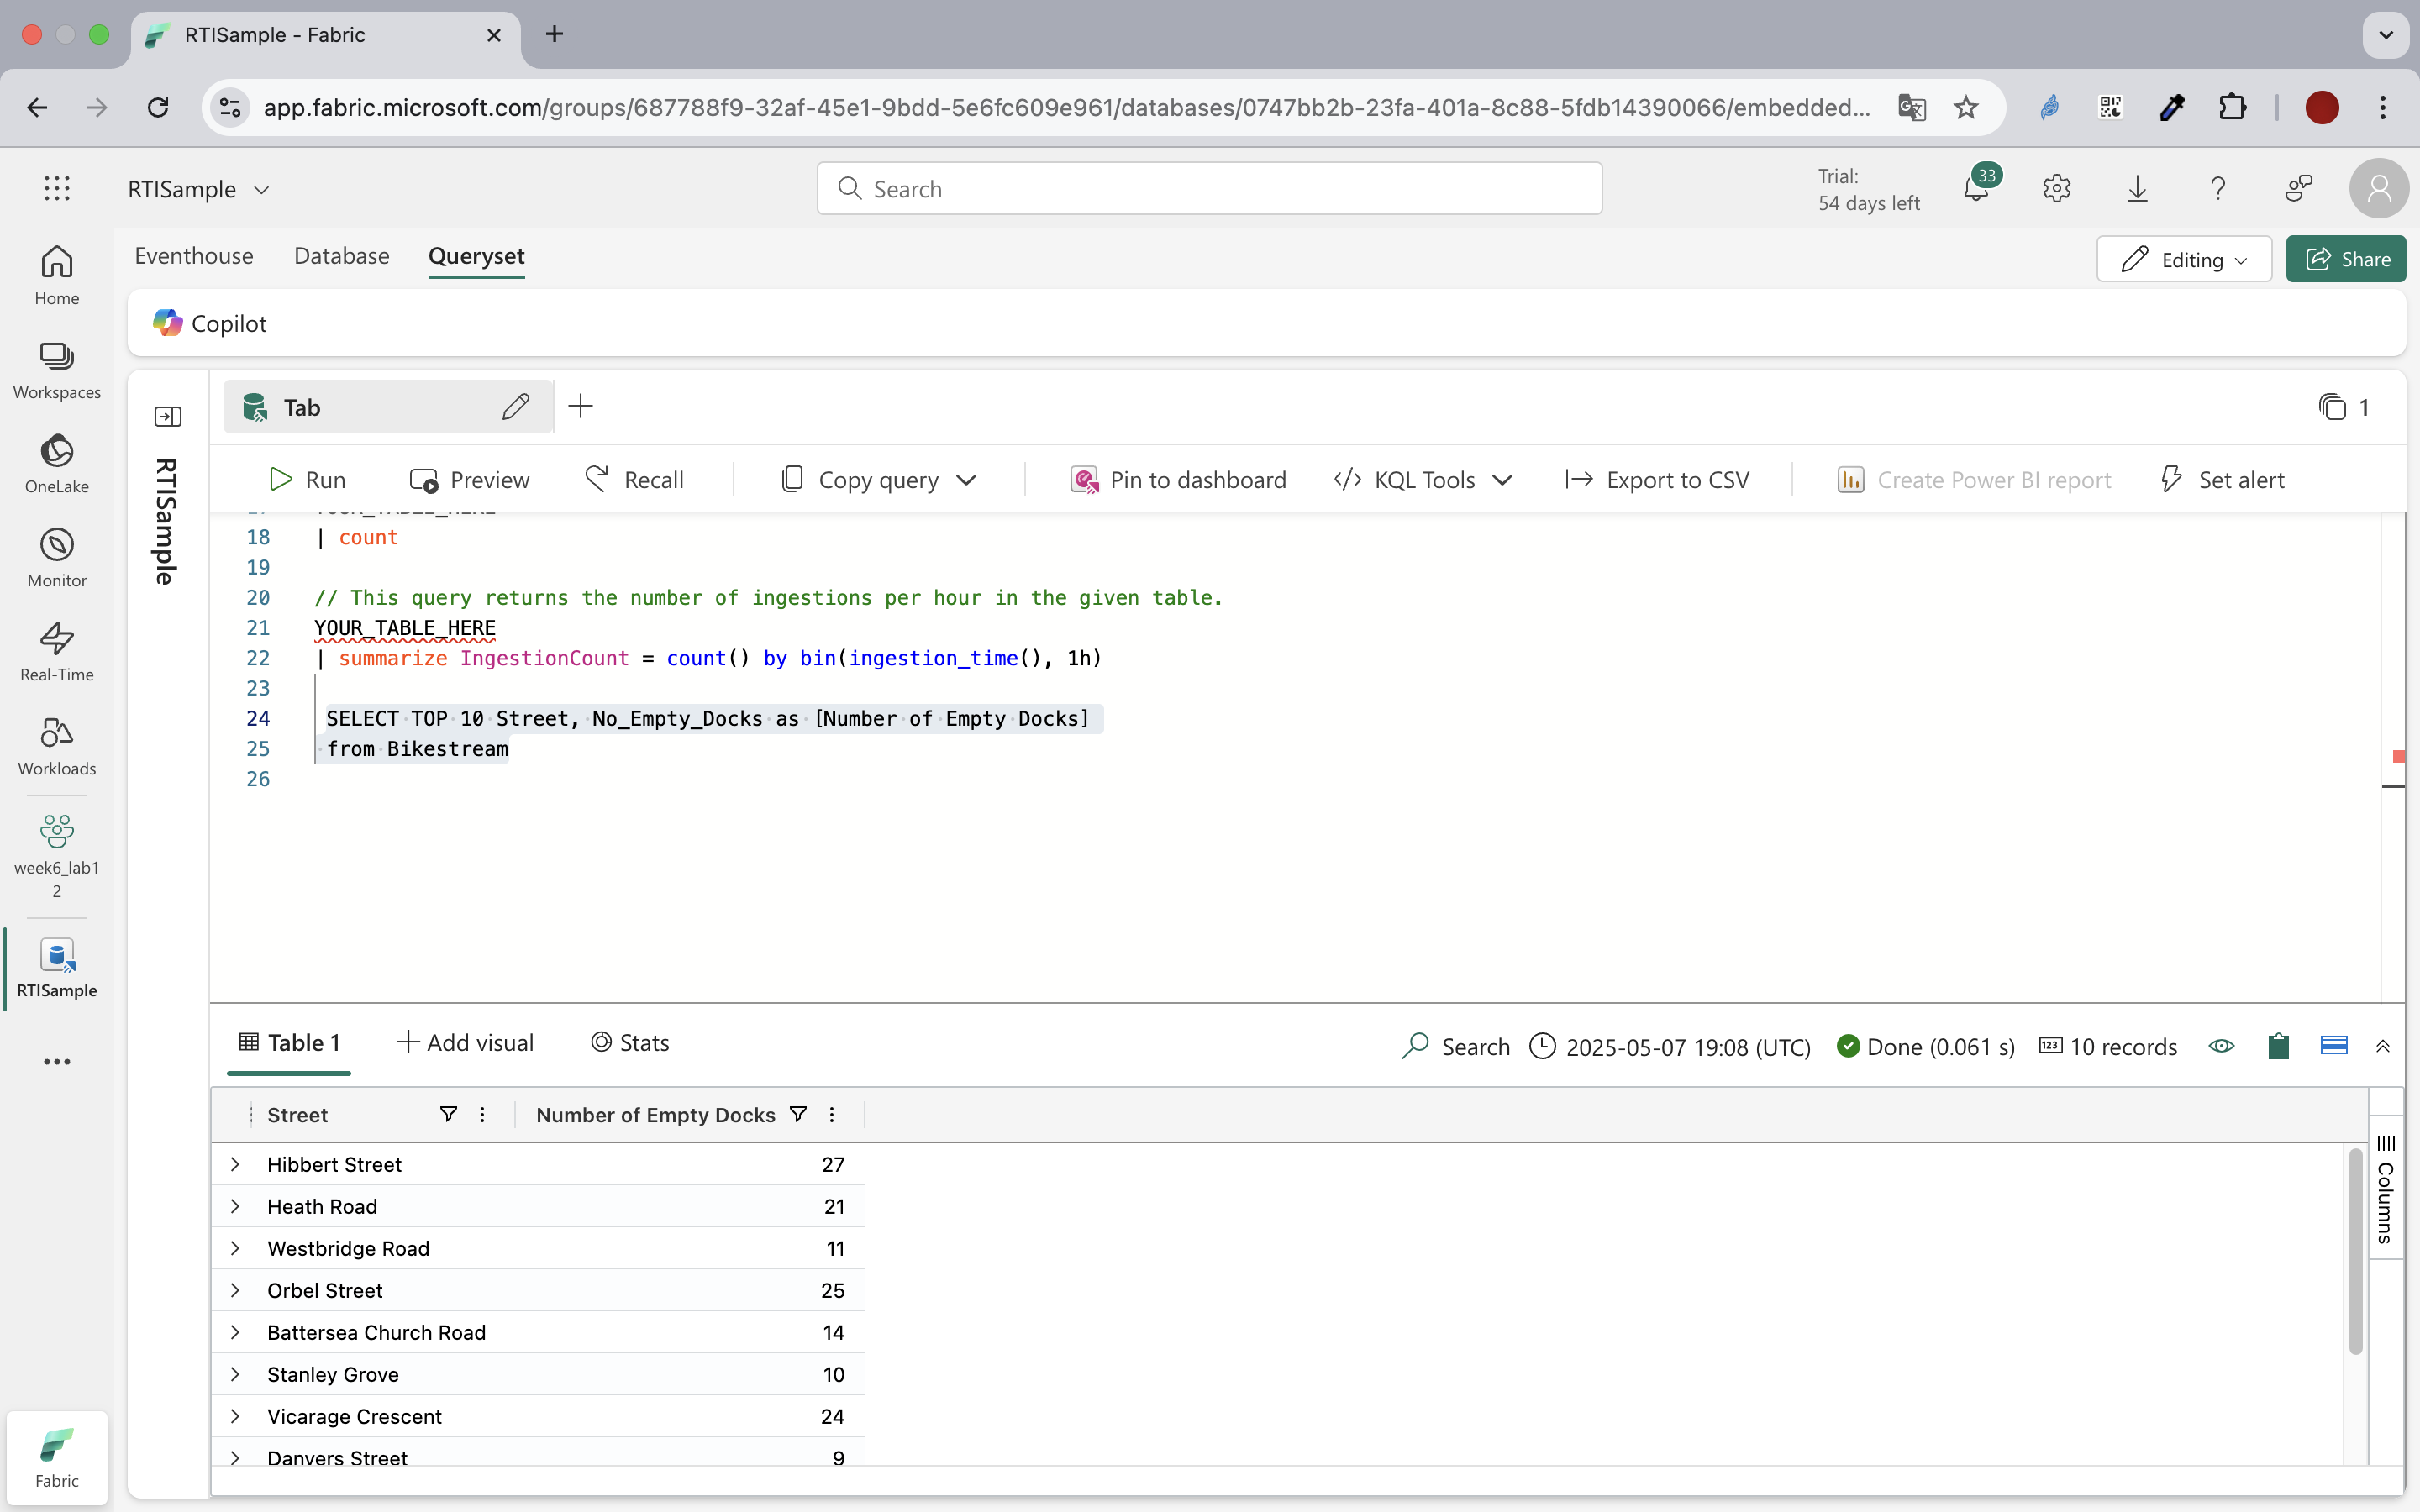 RTISample - Fabric
app.fabric.microsoft.com/groups/687788f9-32af-45e1-9bdd-5e6fc609e961/databases/0747bb2b-23fa-401a-8c88-5fdb14390066/embedded...
RTISample
Search
Trial:
54 days left
33
Home
Workspaces
OneLake
Monitor
Real-Time
Workloads
week6_lab1
2
RTISample
Fabric
Eventhouse
Database
Queryset
Editing
Share
Copilot
RTISample
Tab
1
Run
Preview
Recall
Copy query
Pin to dashboard
KQL Tools
Export to CSV
Create Power BI report
Set alert
17 YOUR_TABLE_HERE
18 | count
19
20 // This query returns the number of ingestions per hour in the given table.
21 YOUR_TABLE_HERE
22 | summarize IngestionCount = count() by bin(ingestion_time(), 1h)
23
24 SELECT TOP 10 Street, No_Empty_Docks as [Number of Empty Docks]
25 from Bikestream
26
Table 1
Add visual
Stats
Search
2025-05-07 19:08 (UTC)
Done (0.061 s)
123
10 records
Street
Number of Empty Docks
Hibbert Street 27
Heath Road 21
Westbridge Road 11
Orbel Street 25
Battersea Church Road 14
Stanley Grove 10
Vicarage Crescent 24
Danvers Street 9
Columns